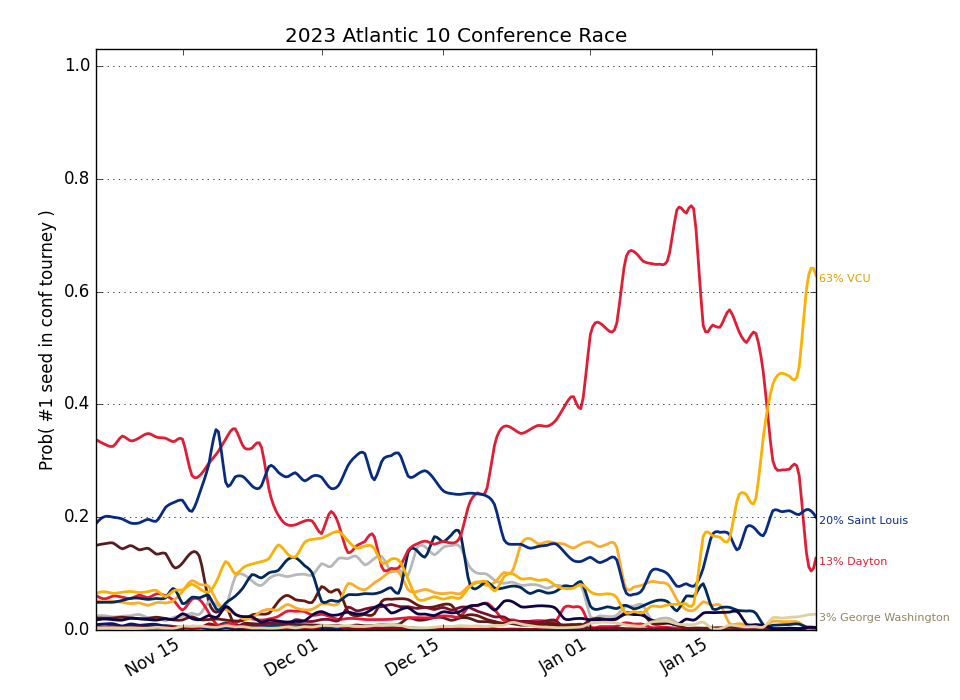 2023 Atlantic 10 Conference Race
Prob( #1 seed in conf tourney )
1.0
0.8
0.6
0.4
0.2
0.0
Nov 15
Dec 01
Dec 15
Jan 01
Jan 15
63% VCU
20% Saint Louis
13% Dayton
3% George Washington